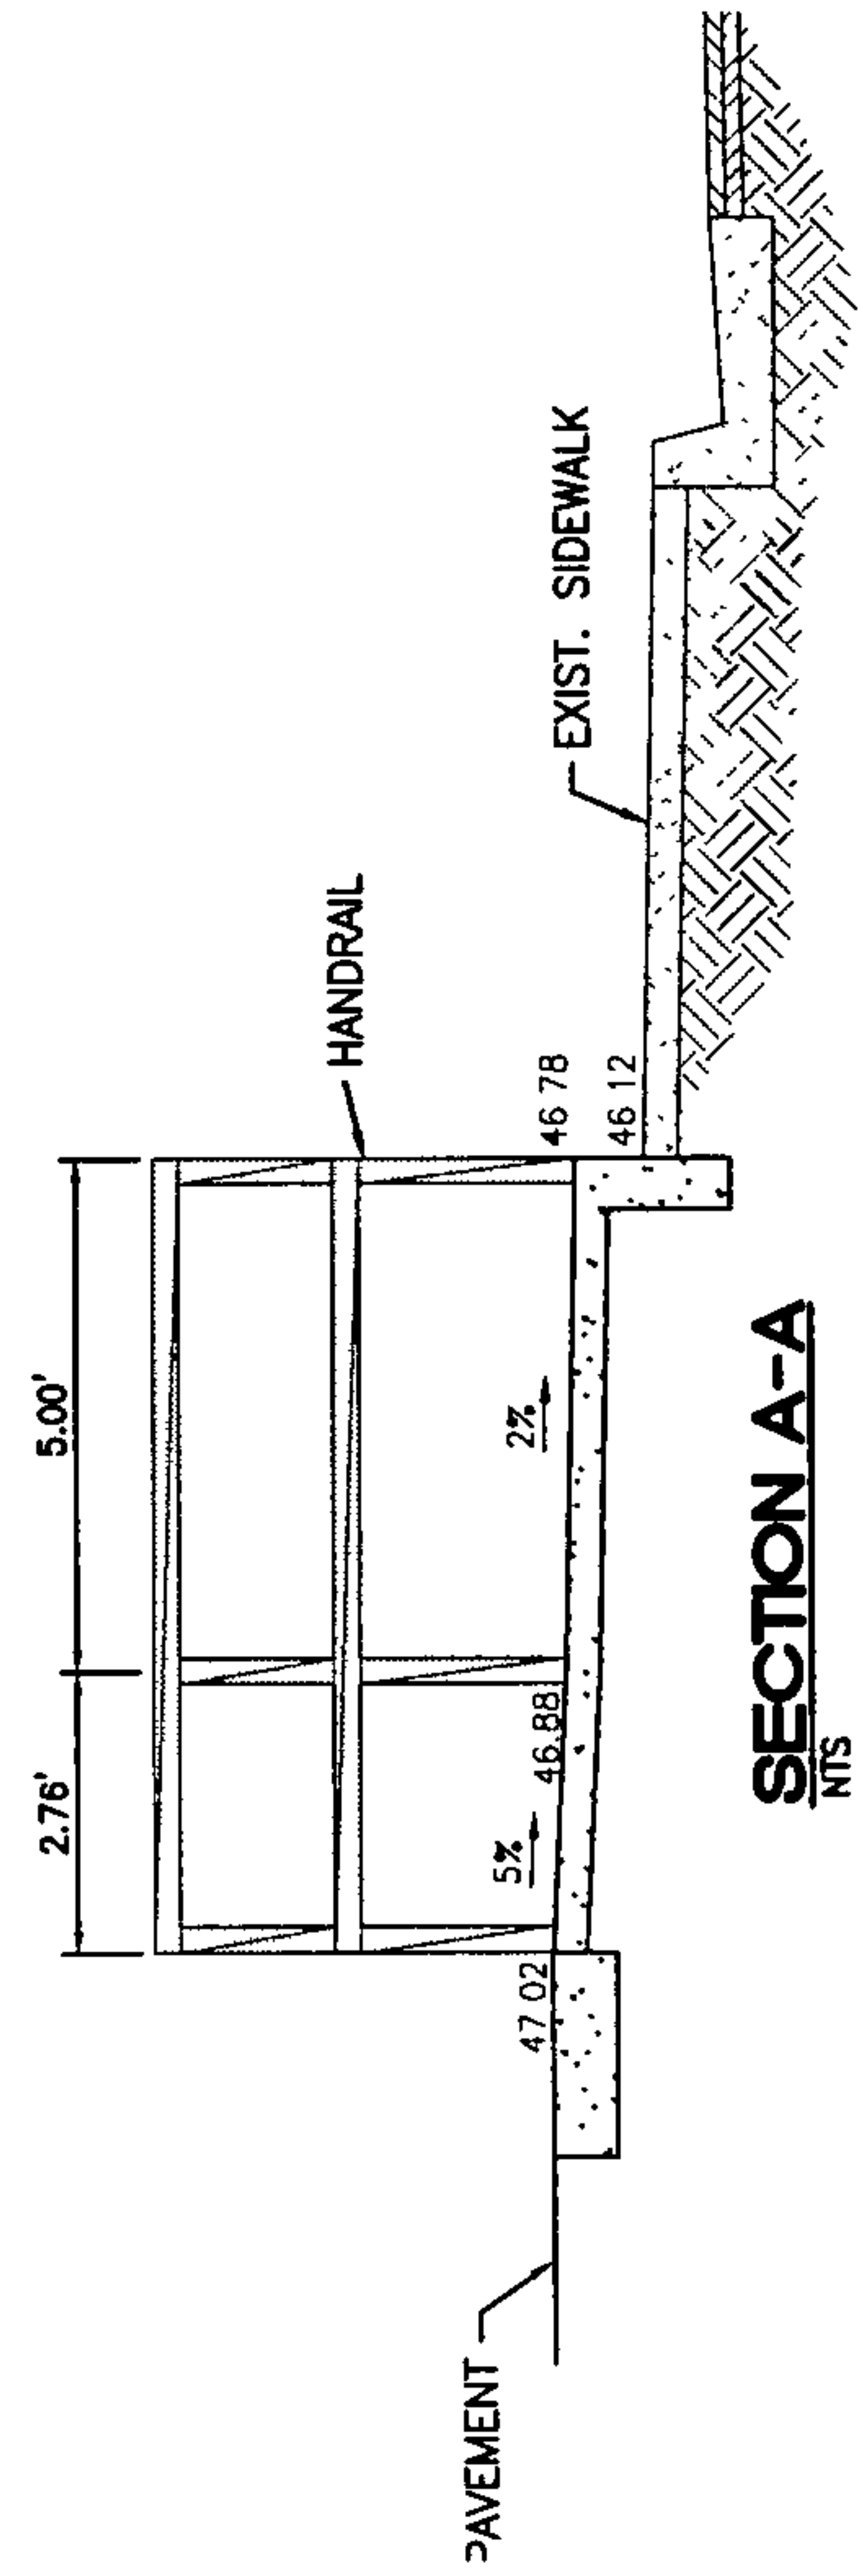 2.76'
5.00'
HANDRAIL
PAVEMENT
47 02
5%
46.88
2%
46 78
46 12
EXIST. SIDEWALK
SECTION A-A
NTS